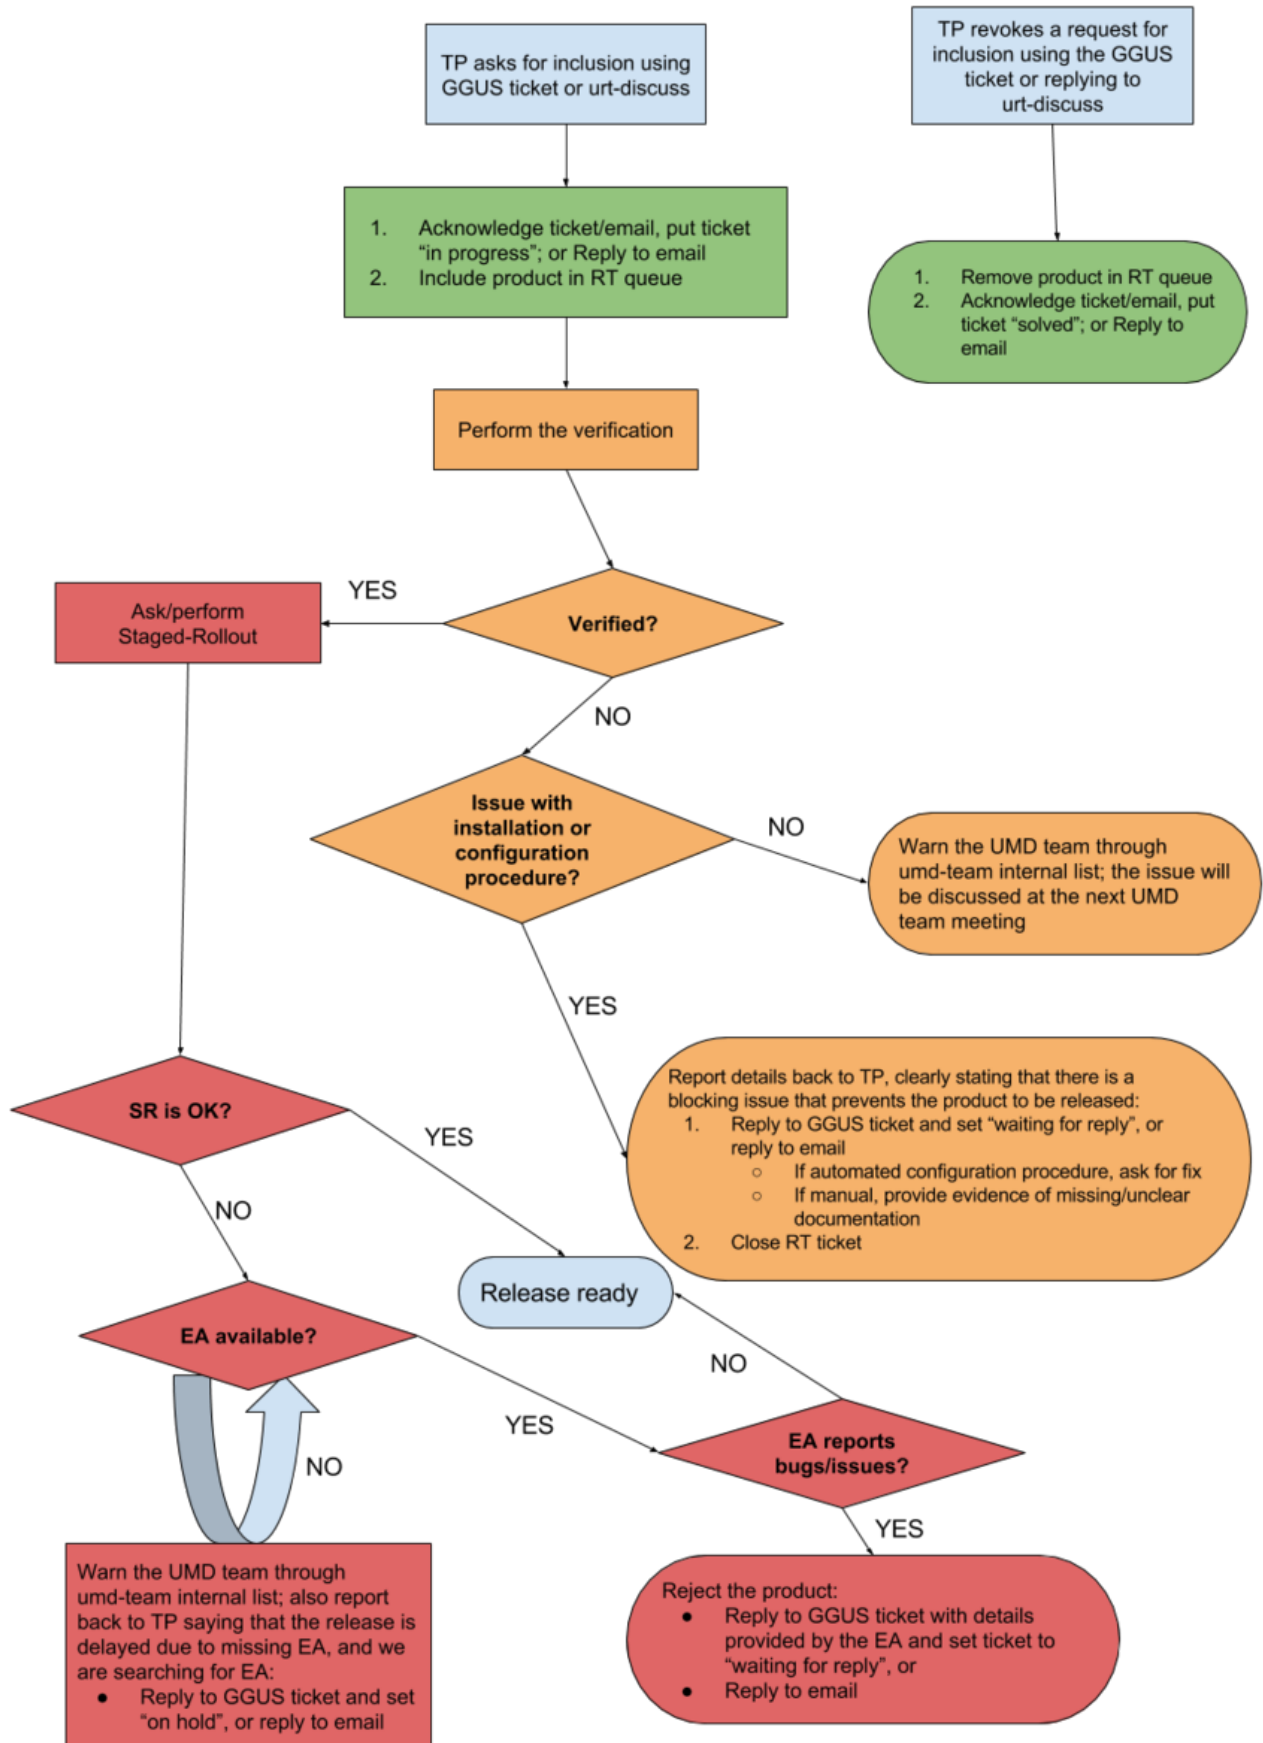 TP asks for inclusion using
GGUS ticket or urt-discuss
TP revokes a request for
inclusion using the GGUS
ticket or replying to
urt-discuss
1. Acknowledge ticket/email, put ticket
“in progress”; or Reply to email
2. Include product in RT queue
1. Remove product in RT queue
2. Acknowledge ticket/email, put
ticket “solved”; or Reply to
email
Perform the verification
Verified?
YES
Ask/perform
Staged-Rollout
NO
Issue with
installation or
configuration
procedure?
NO
Warn the UMD team through
umd-team internal list; the issue will
be discussed at the next UMD
team meeting
YES
Report details back to TP, clearly stating that there is a
blocking issue that prevents the product to be released:
1. Reply to GGUS ticket and set “waiting for reply”, or
reply to email
○ If automated configuration procedure, ask for fix
○ If manual, provide evidence of missing/unclear
documentation
2. Close RT ticket
SR is OK?
YES
NO
Release ready
EA available?
NO
YES
NO
EA reports
bugs/issues?
YES
Warn the UMD team through
umd-team internal list; also report
back to TP saying that the release is
delayed due to missing EA, and we
are searching for EA:
● Reply to GGUS ticket and set
“on hold”, or reply to email
Reject the product:
● Reply to GGUS ticket with details
provided by the EA and set ticket to
“waiting for reply”, or
● Reply to email